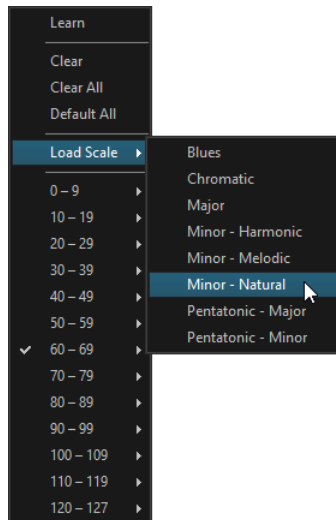 Learn
Clear
Clear All
Default All
Load Scale
0 – 9
10 – 19
20 – 29
30 – 39
40 – 49
50 – 59
60 – 69
70 – 79
80 – 89
90 – 99
100 – 109
110 – 119
120 – 127
Blues
Chromatic
Major
Minor - Harmonic
Minor - Melodic
Minor - Natural
Pentatonic - Major
Pentatonic - Minor